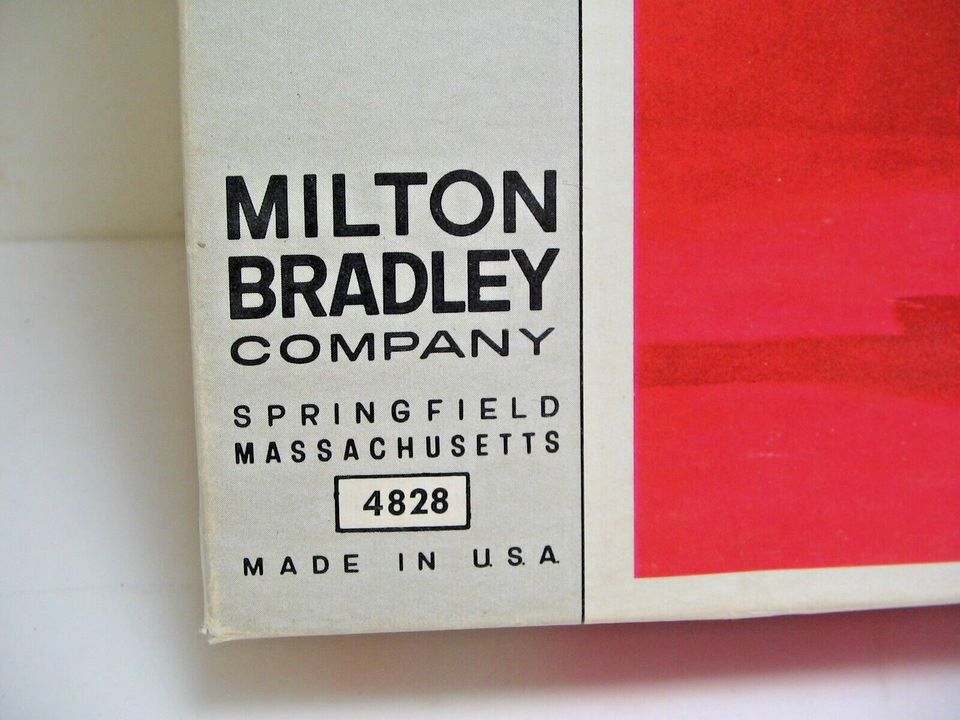 MILTON
BRADLEY
COMPANY
SPRINGFIELD
MASSACHUSETTS
4828
MADE IN U.S.A.